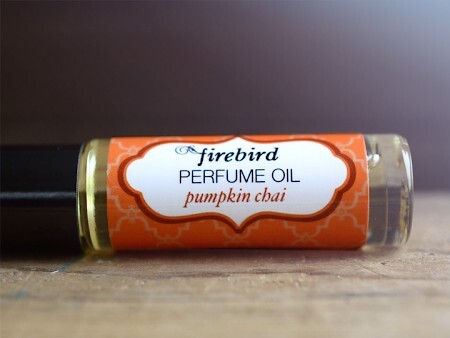 firebird
PERFUME OIL
pumpkin chai